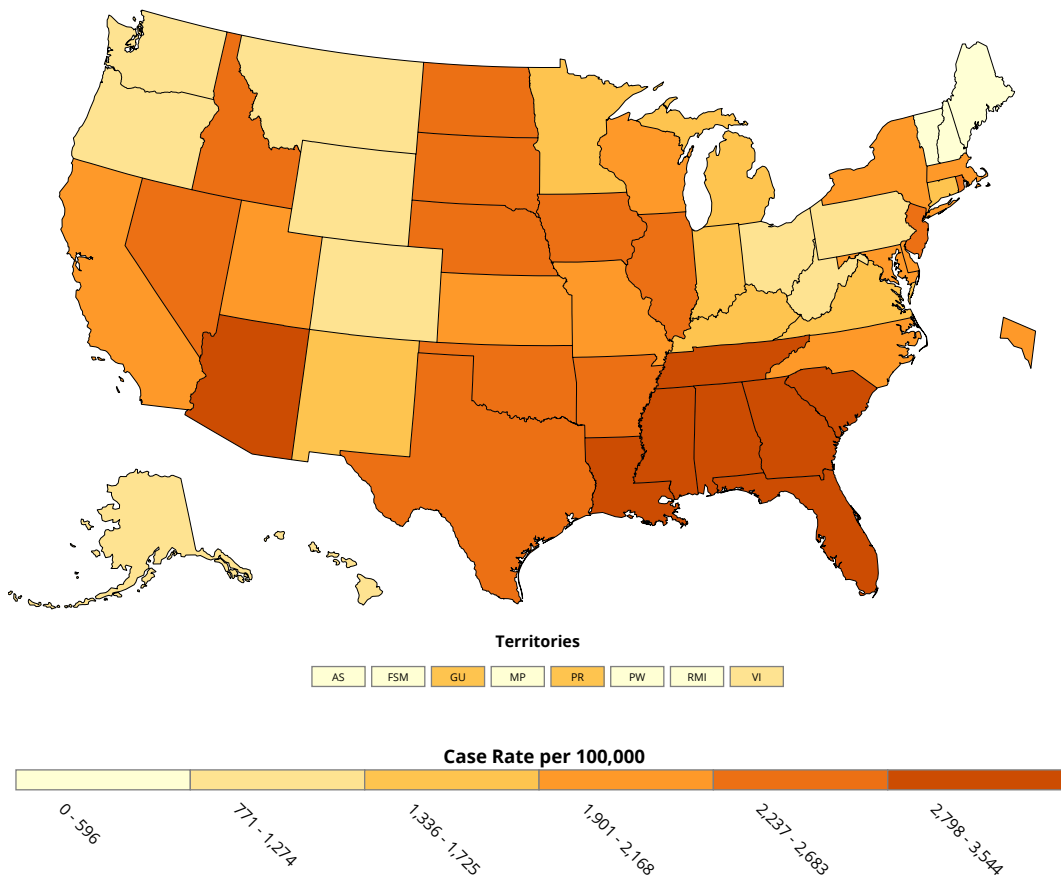 Territories
AS FSM GU MP PR PW RMI VI
Case Rate per 100,000
0 - 596 771 - 1,274 1,336 - 1,725 1,901 - 2,168 2,237 - 2,683 2,798 - 3,544